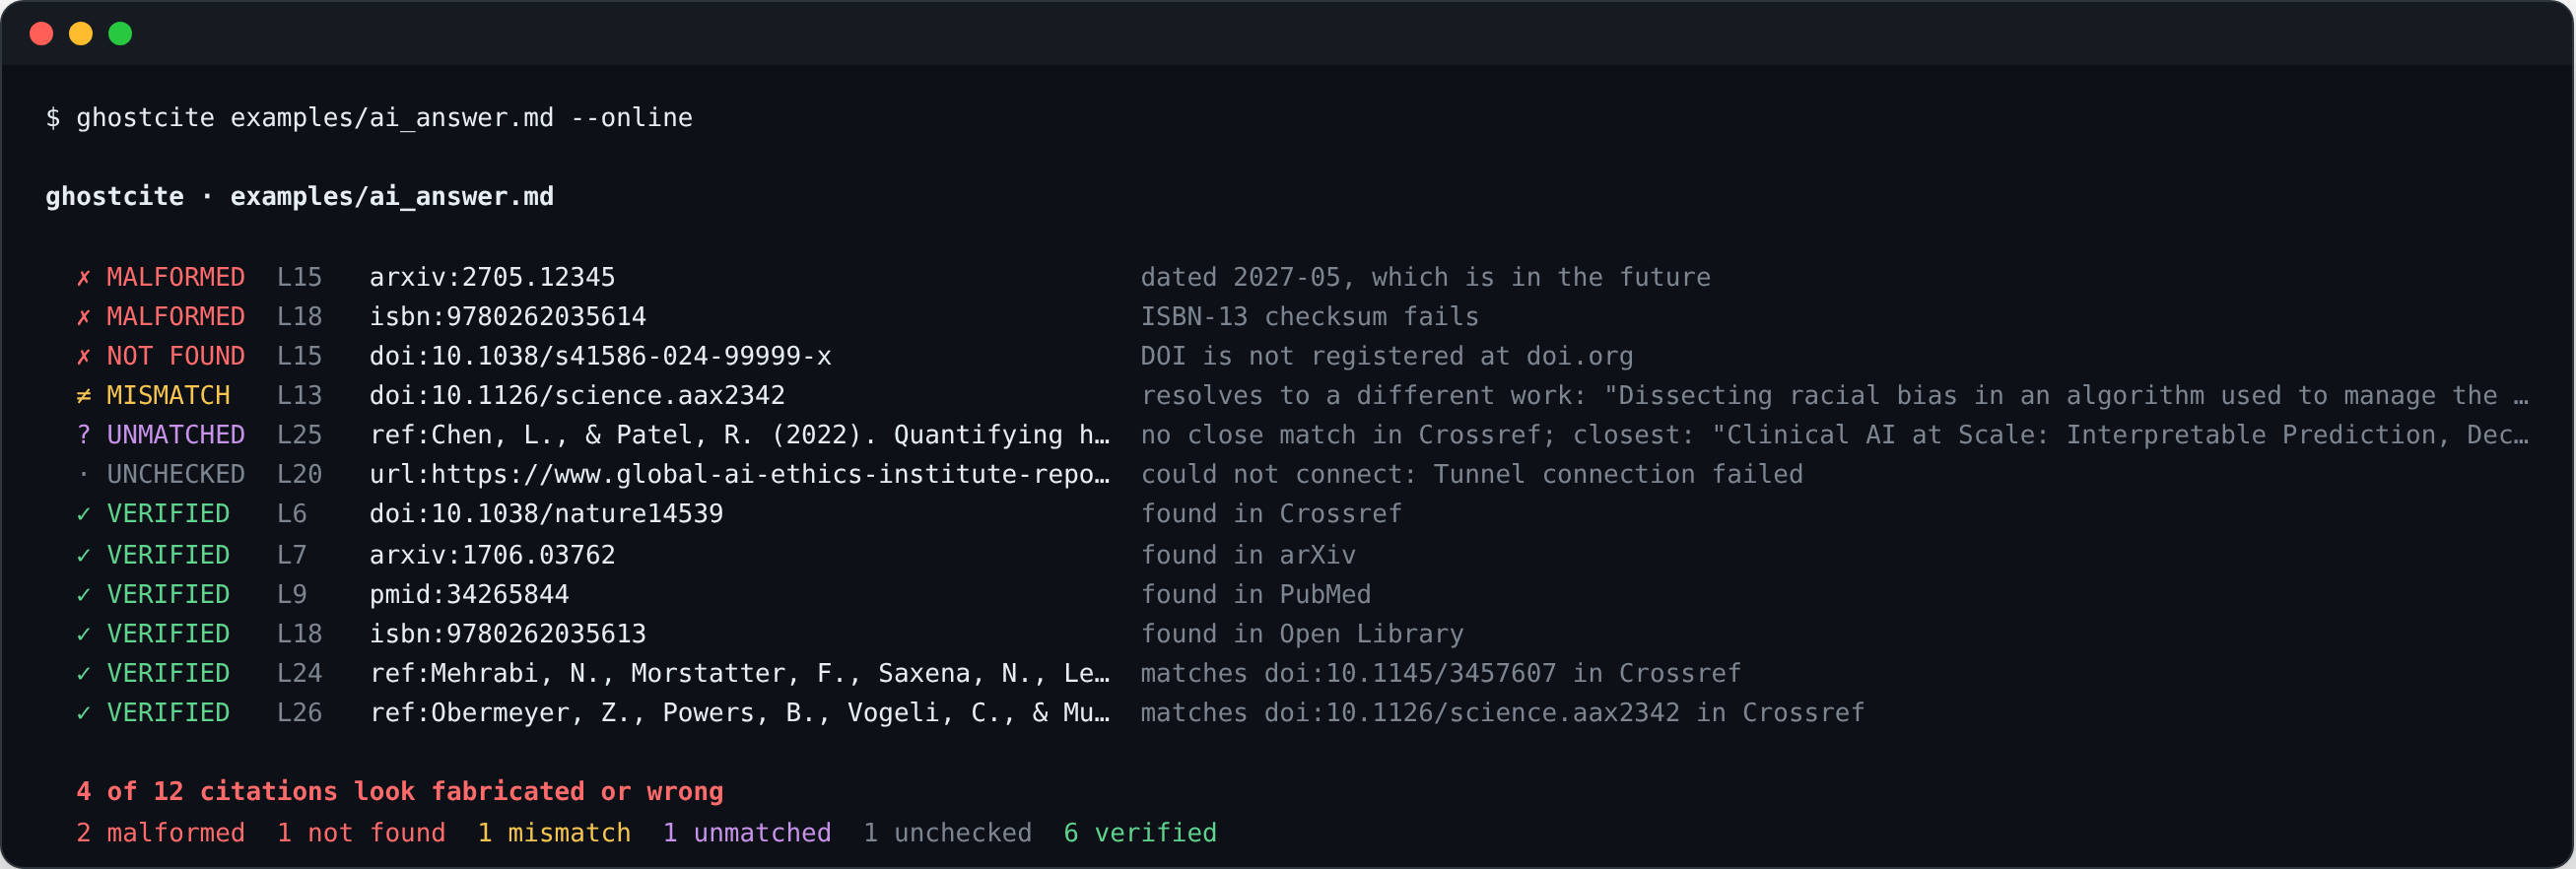 $ ghostcite examples/ai_answer.md --online
ghostcite · examples/ai_answer.md
✗ MALFORMED L15 arxiv:2705.12345 dated 2027-05, which is in the future
✗ MALFORMED L18 isbn:9780262035614 ISBN-13 checksum fails
✗ NOT FOUND L15 doi:10.1038/s41586-024-99999-x DOI is not registered at doi.org
≠ MISMATCH L13 doi:10.1126/science.aax2342 resolves to a different work: "Dissecting racial bias in an algorithm used to manage the …
? UNMATCHED L25 ref:Chen, L., & Patel, R. (2022). Quantifying h… no close match in Crossref; closest: "Clinical AI at Scale: Interpretable Prediction, Dec…
· UNCHECKED L20 url:https://www.global-ai-ethics-institute-repo… could not connect: Tunnel connection failed
✓ VERIFIED L6 doi:10.1038/nature14539 found in Crossref
✓ VERIFIED L7 arxiv:1706.03762 found in arXiv
✓ VERIFIED L9 pmid:34265844 found in PubMed
✓ VERIFIED L18 isbn:9780262035613 found in Open Library
✓ VERIFIED L24 ref:Mehrabi, N., Morstatter, F., Saxena, N., Le… matches doi:10.1145/3457607 in Crossref
✓ VERIFIED L26 ref:Obermeyer, Z., Powers, B., Vogeli, C., & Mu… matches doi:10.1126/science.aax2342 in Crossref
4 of 12 citations look fabricated or wrong
2 malformed 1 not found 1 mismatch 1 unmatched 1 unchecked 6 verified